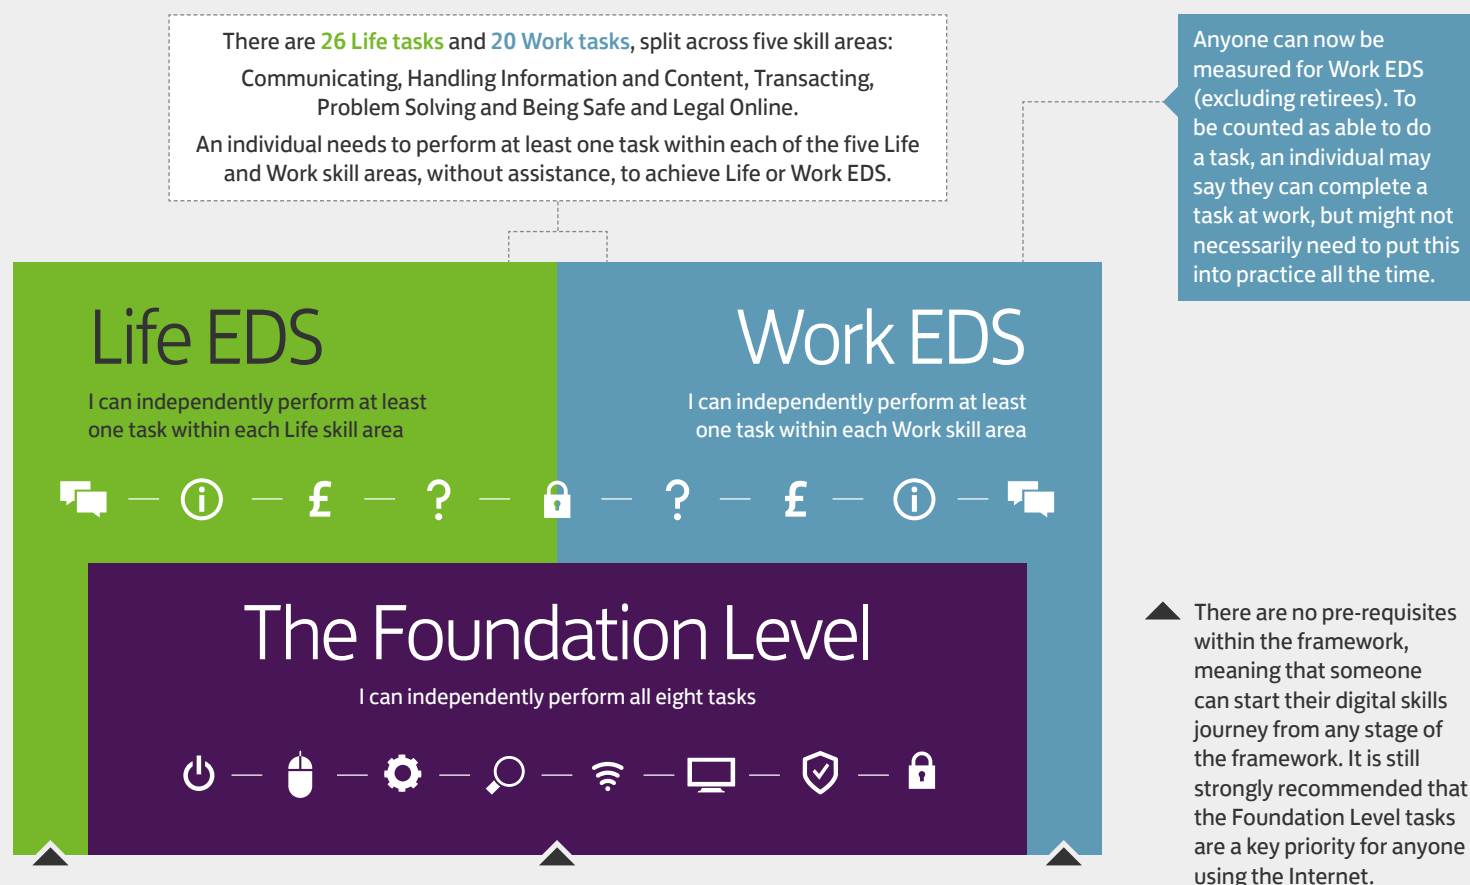 There are 26 Life tasks and 20 Work tasks, split across five skill areas:
Communicating, Handling Information and Content, Transacting,
Problem Solving and Being Safe and Legal Online.
An individual needs to perform at least one task within each of the five Life
and Work skill areas, without assistance, to achieve Life or Work EDS.
Anyone can now be
measured for Work EDS
(excluding retirees). To
be counted as able to do
a task, an individual may
say they can complete a
task at work, but might not
necessarily need to put this
into practice all the time.
Life EDS
I can independently perform at least
one task within each Life skill area
Work EDS
I can independently perform at least
one task within each Work skill area
£
?
?
£
The Foundation Level
I can independently perform all eight tasks
There are no pre-requisites
within the framework,
meaning that someone
can start their digital skills
journey from any stage of
the framework. It is still
strongly recommended that
the Foundation Level tasks
are a key priority for anyone
using the Internet.